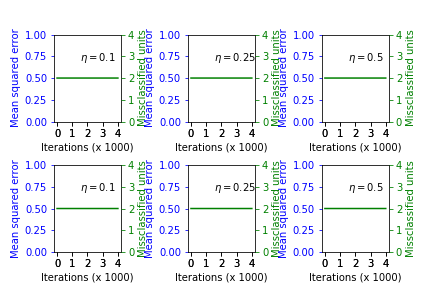 Mean squared error
1.00
0.75
0.50
0.25
0.00
η = 0.1
4
3
2
1
0
Missclassified units
0 1 2 3 4
Iterations (x 1000)
Mean squared error
1.00
0.75
0.50
0.25
0.00
η = 0.25
4
3
2
1
0
Missclassified units
0 1 2 3 4
Iterations (x 1000)
Mean squared error
1.00
0.75
0.50
0.25
0.00
η = 0.5
4
3
2
1
0
Missclassified units
0 1 2 3 4
Iterations (x 1000)
Mean squared error
1.00
0.75
0.50
0.25
0.00
η = 0.1
4
3
2
1
0
Missclassified units
0 1 2 3 4
Iterations (x 1000)
Mean squared error
1.00
0.75
0.50
0.25
0.00
η = 0.25
4
3
2
1
0
Missclassified units
0 1 2 3 4
Iterations (x 1000)
Mean squared error
1.00
0.75
0.50
0.25
0.00
η = 0.5
4
3
2
1
0
Missclassified units
0 1 2 3 4
Iterations (x 1000)